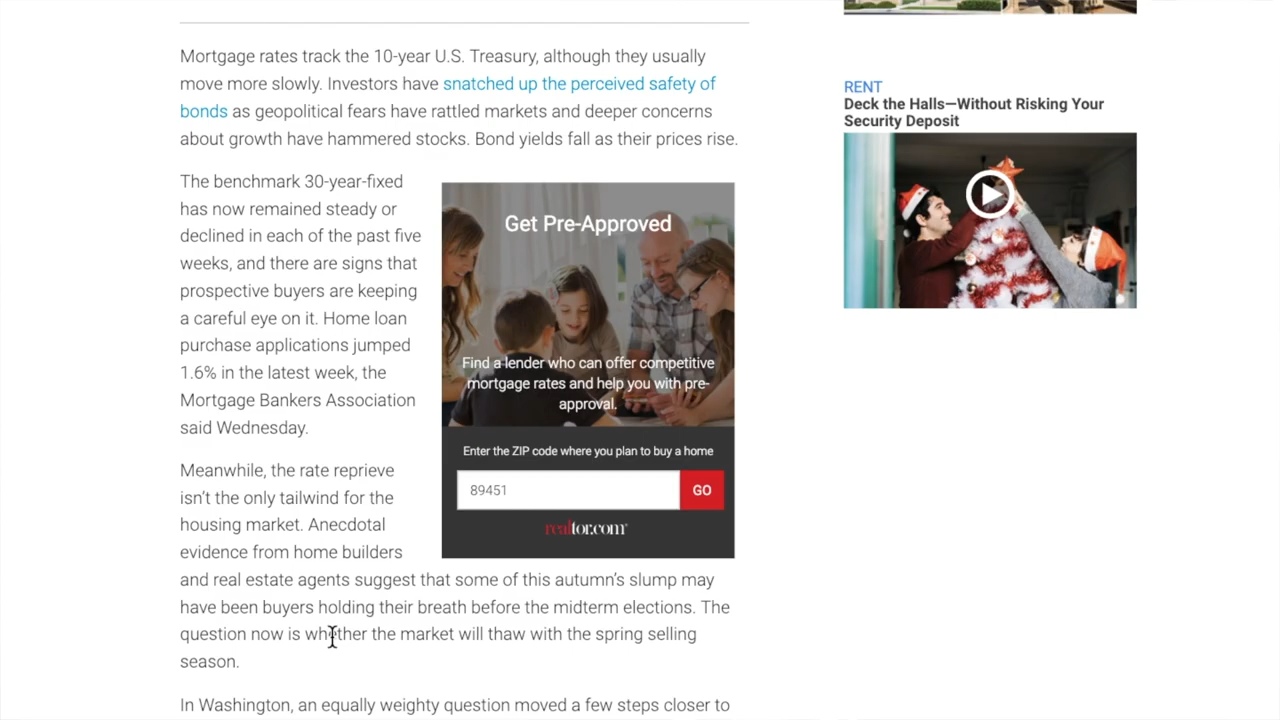 Mortgage rates track the 10-year U.S. Treasury, although they usually
move more slowly. Investors have snatched up the perceived safety of
bonds as geopolitical fears have rattled markets and deeper concerns
about growth have hammered stocks. Bond yields fall as their prices rise.
The benchmark 30-year-fixed
has now remained steady or
declined in each of the past five
weeks, and there are signs that
prospective buyers are keeping
a careful eye on it. Home loan
purchase applications jumped
1.6% in the latest week, the
Mortgage Bankers Association
said Wednesday.
Meanwhile, the rate reprieve
isn’t the only tailwind for the
housing market. Anecdotal
evidence from home builders
and real estate agents suggest that some of this autumn’s slump may
have been buyers holding their breath before the midterm elections. The
question now is whether the market will thaw with the spring selling
season.
In Washington, an equally weighty question moved a few steps closer to
Get Pre-Approved
Find a lender who can offer competitive
mortgage rates and help you with pre-
approval.
Enter the ZIP code where you plan to buy a home
89451
GO
realtor.com®
RENT
Deck the Halls—Without Risking Your
Security Deposit